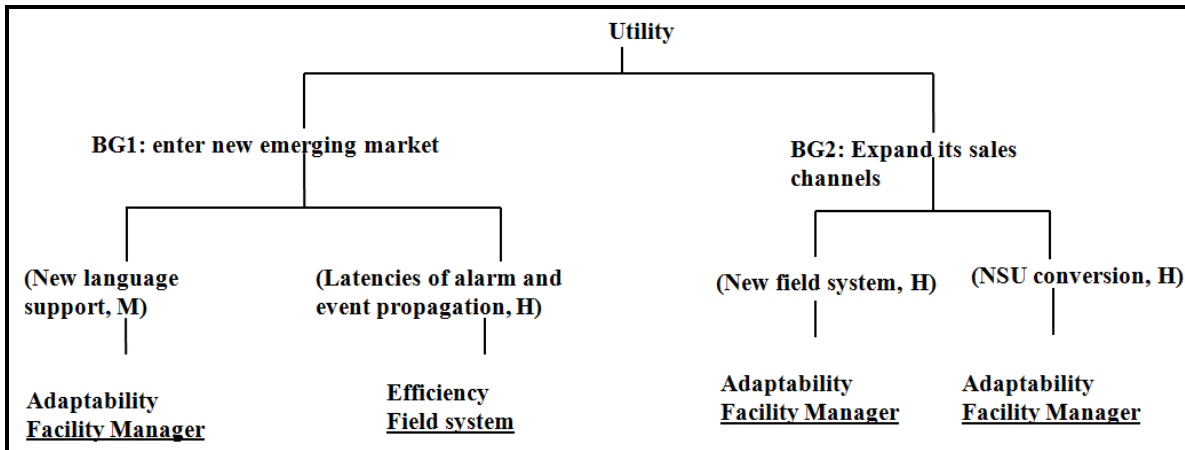 Utility
BG1: enter new emerging market
BG2: Expand its sales
channels
(New language
support, M)
(Latencies of alarm and
event propagation, H)
(New field system, H)
(NSU conversion, H)
Adaptability
Facility Manager
Efficiency
Field system
Adaptability
Facility Manager
Adaptability
Facility Manager